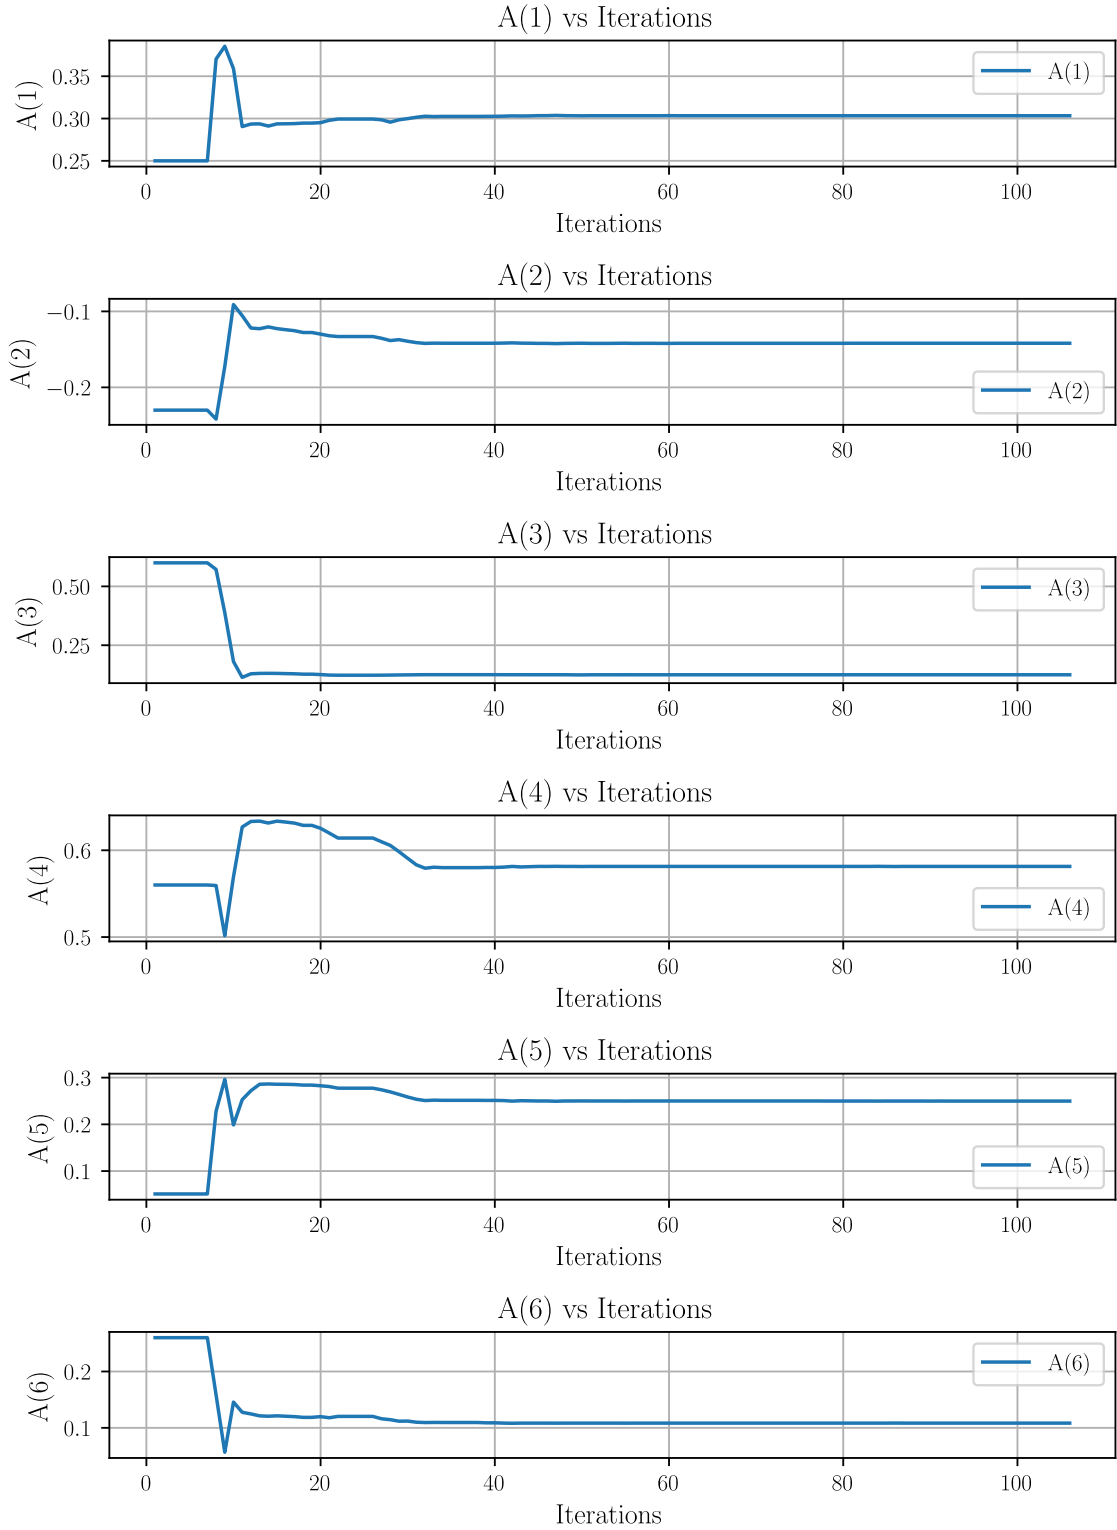 A(1) vs Iterations
A(1)
0.35
0.30
0.25
A(1)
0 20 40 60 80 100
Iterations
A(2) vs Iterations
A(2)
−0.1
−0.2
A(2)
0 20 40 60 80 100
Iterations
A(3) vs Iterations
A(3)
0.50
0.25
A(3)
0 20 40 60 80 100
Iterations
A(4) vs Iterations
A(4)
0.6
0.5
A(4)
0 20 40 60 80 100
Iterations
A(5) vs Iterations
A(5)
0.3
0.2
0.1
A(5)
0 20 40 60 80 100
Iterations
A(6) vs Iterations
A(6)
0.2
0.1
A(6)
0 20 40 60 80 100
Iterations